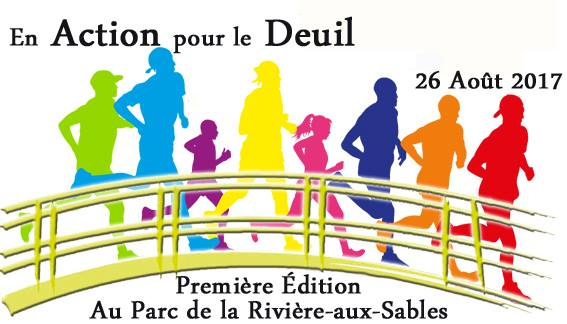 En Action pour le Deuil
26 Août 2017
Première Édition
Au Parc de la Rivière-aux-Sables